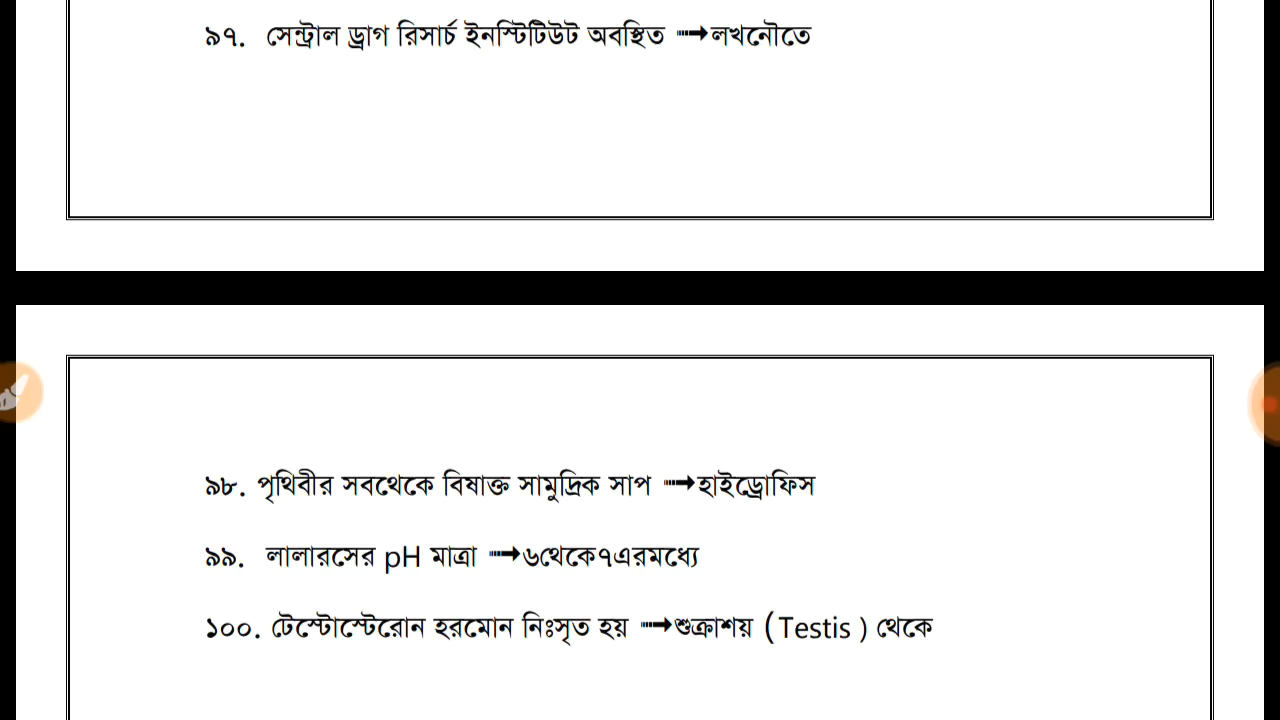 ৯৭. সেন্ট্রাল ড্রাগ রিসার্চ ইনস্টিটিউট অবস্থিত ➟লখনৌতে
৯৮. পৃথিবীর সবথেকে বিষাক্ত সামুদ্রিক সাপ ➟হাইড্রোফিস
৯৯. লালারসের pH মাত্রা ➟৬থেকে৭এরমধ্যে
১০০. টেস্টোস্টেরোন হরমোন নিঃসৃত হয় ➟শুক্রাশয় (Testis ) থেকে